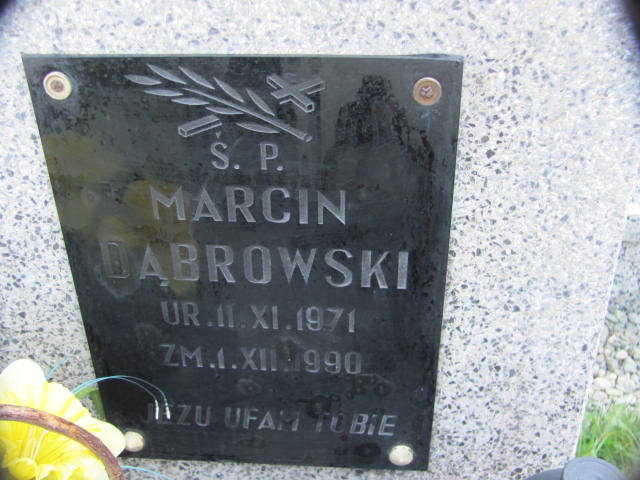 Ś. P.
MARCIN
DĄBROWSKI
UR. 11. XI. 1971
ZM. 1. XII. 1990
JEZU UFAM TOBIE